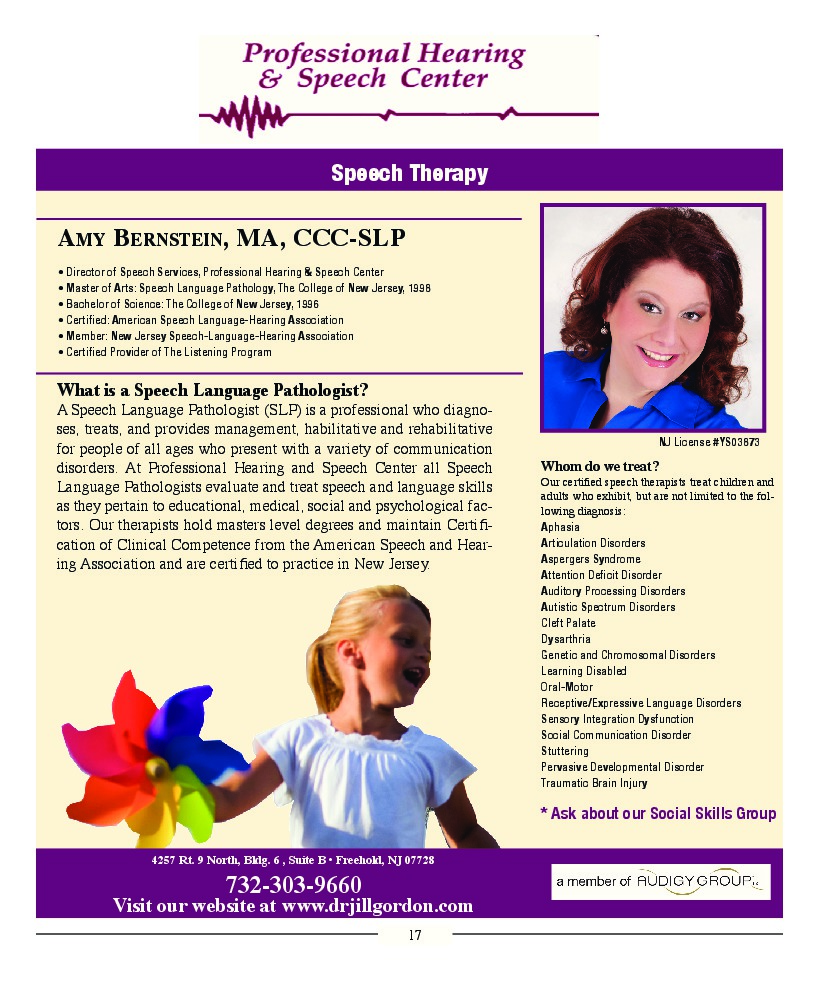 Professional Hearing
& Speech Center
Speech Therapy
AMY BERNSTEIN, MA, CCC-SLP
• Director of Speech Services, Professional Hearing & Speech Center
• Master of Arts: Speech Language Pathology, The College of New Jersey, 1998
• Bachelor of Science: The College of New Jersey, 1996
• Certified: American Speech Language-Hearing Association
• Member: New Jersey Speech-Language-Hearing Association
• Certified Provider of The Listening Program
What is a Speech Language Pathologist?
A Speech Language Pathologist (SLP) is a professional who diagno-
ses, treats, and provides management, habilitative and rehabilitative
for people of all ages who present with a variety of communication
disorders. At Professional Hearing and Speech Center all Speech
Language Pathologists evaluate and treat speech and language skills
as they pertain to educational, medical, social and psychological fac-
tors. Our therapists hold masters level degrees and maintain Certifi-
cation of Clinical Competence from the American Speech and Hear-
ing Association and are certified to practice in New Jersey.
NJ License #YS03673
Whom do we treat?
Our certified speech therapists treat children and
adults who exhibit, but are not limited to the fol-
lowing diagnosis:
Aphasia
Articulation Disorders
Aspergers Syndrome
Attention Deficit Disorder
Auditory Processing Disorders
Autistic Spectrum Disorders
Cleft Palate
Dysarthria
Genetic and Chromosomal Disorders
Learning Disabled
Oral-Motor
Receptive/Expressive Language Disorders
Sensory Integration Dysfunction
Social Communication Disorder
Stuttering
Pervasive Developmental Disorder
Traumatic Brain Injury
* Ask about our Social Skills Group
4257 Rt. 9 North, Bldg. 6 , Suite B • Freehold, NJ 07728
732-303-9660
Visit our website at www.drjillgordon.com
a member of AUDIGY GROUP
17